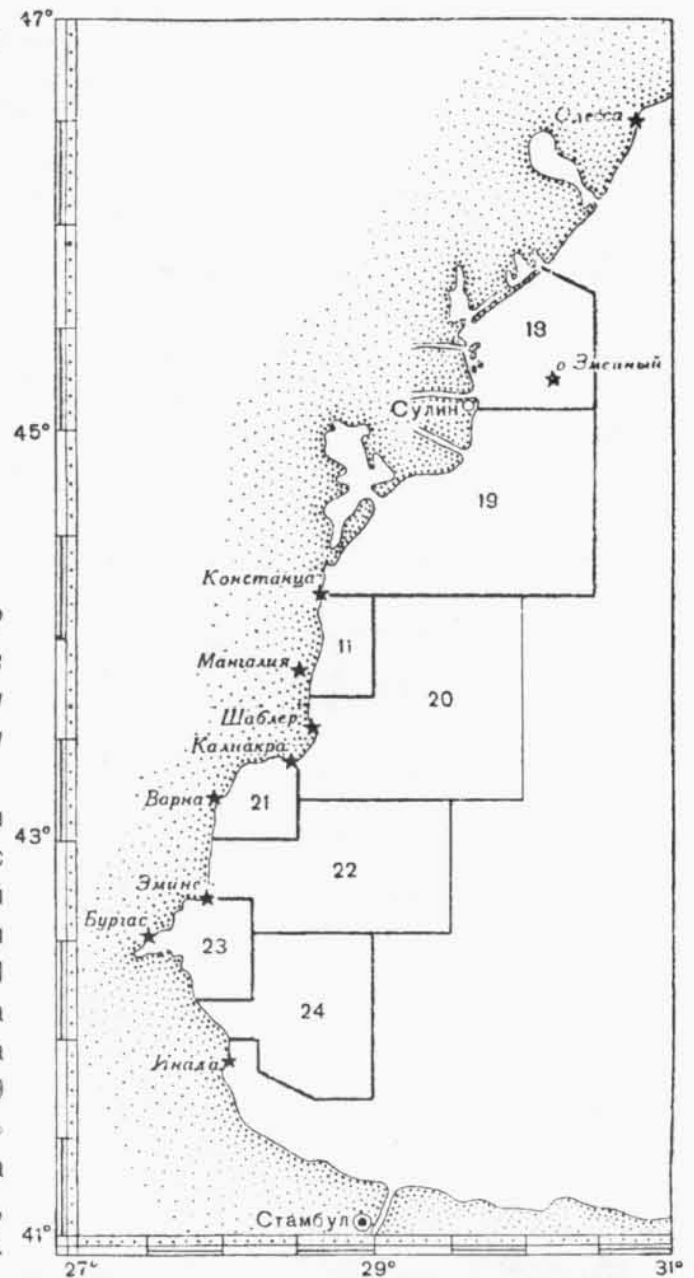 47°
Одесса
18
о Змеиный
Сулин
45°
19
Констанца
11
Мангалия
20
Шаблер
Калиакра
Варна
21
43°
22
Эмине
Бургас
23
24
Инада
Стамбул
41°
27°
29°
31°